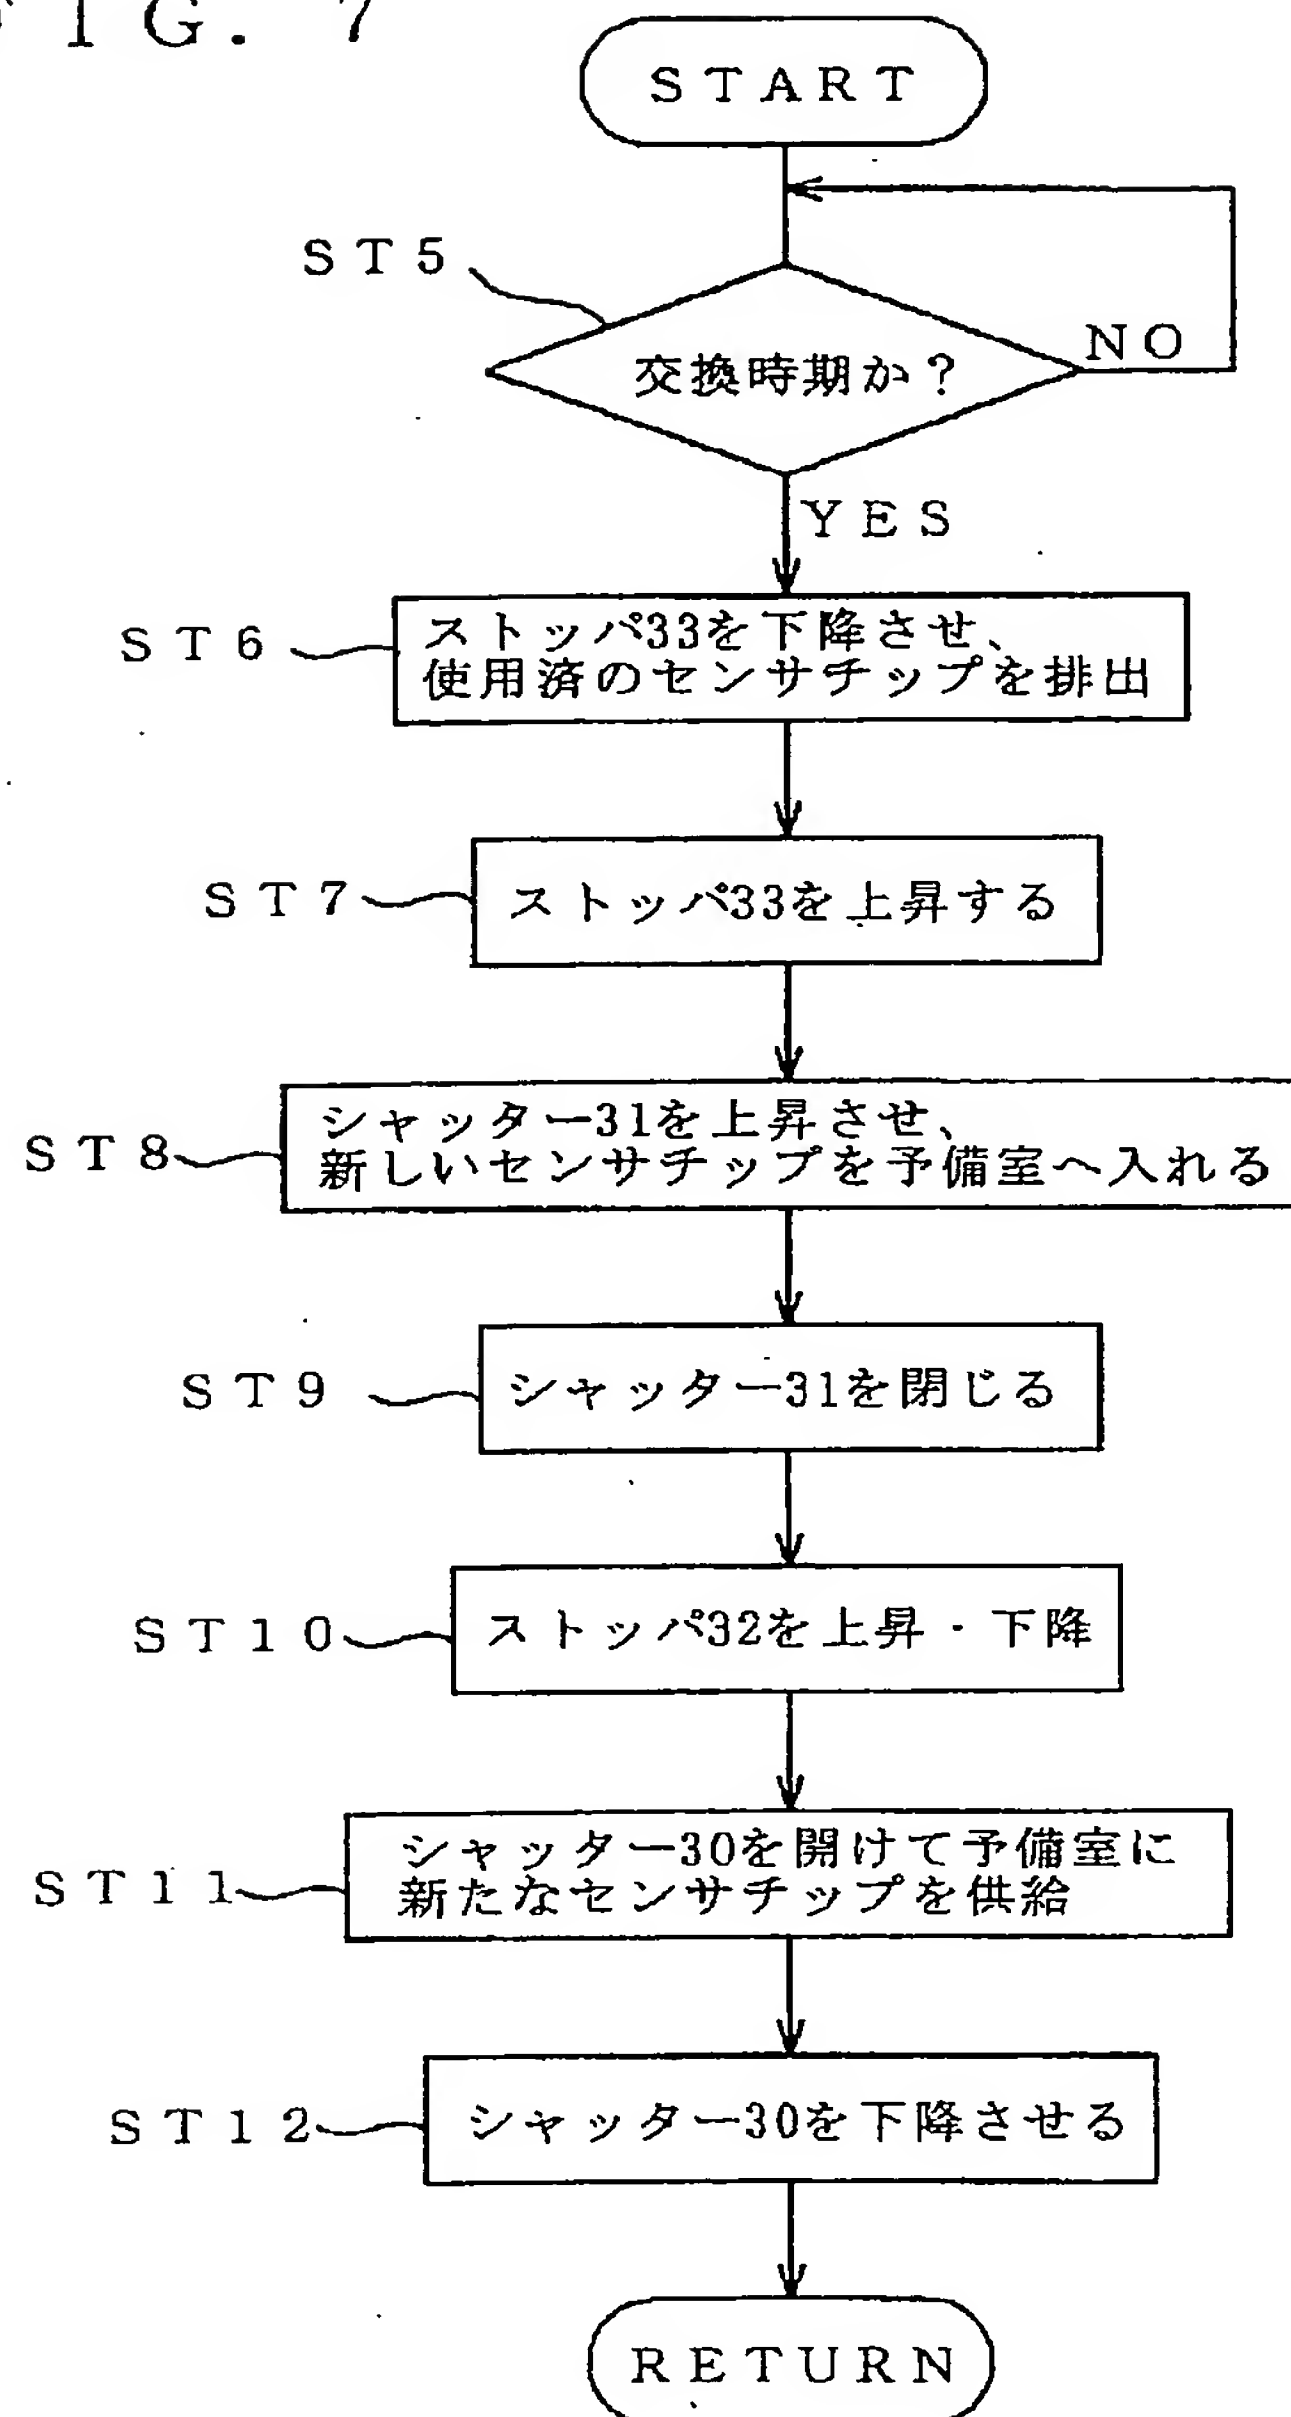 FIG. 7
START
ST5
交換時期か？
NO
YES
ST6
ストッパ33を下降させ、
使用済のセンサチップを排出
ST7
ストッパ33を上昇する
ST8
シャッター31を上昇させ、
新しいセンサチップを予備室へ入れる
ST9
シャッター31を閉じる
ST10
ストッパ32を上昇・下降
ST11
シャッター30を開けて予備室に
新たなセンサチップを供給
ST12
シャッター30を下降させる
RETURN